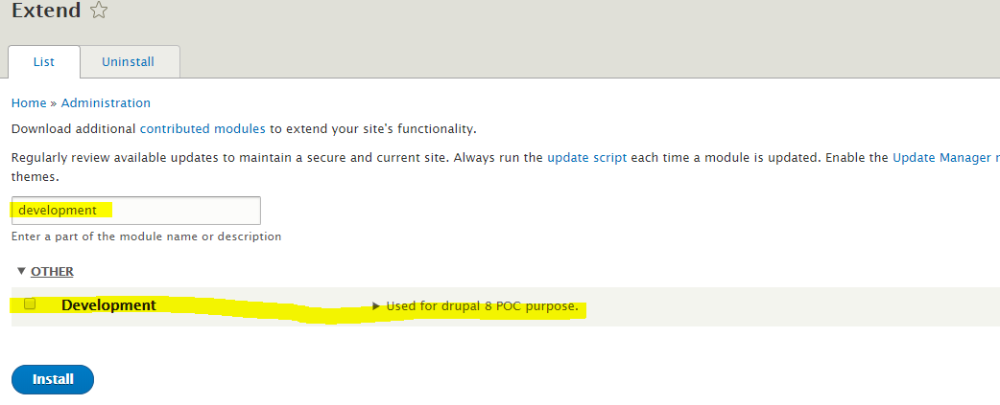 Extend
List Uninstall
Home » Administration
Download additional contributed modules to extend your site's functionality.
Regularly review available updates to maintain a secure and current site. Always run the update script each time a module is updated. Enable the Update Manager
themes.
development
Enter a part of the module name or description
▼ OTHER
Development ► Used for drupal 8 POC purpose.
Install